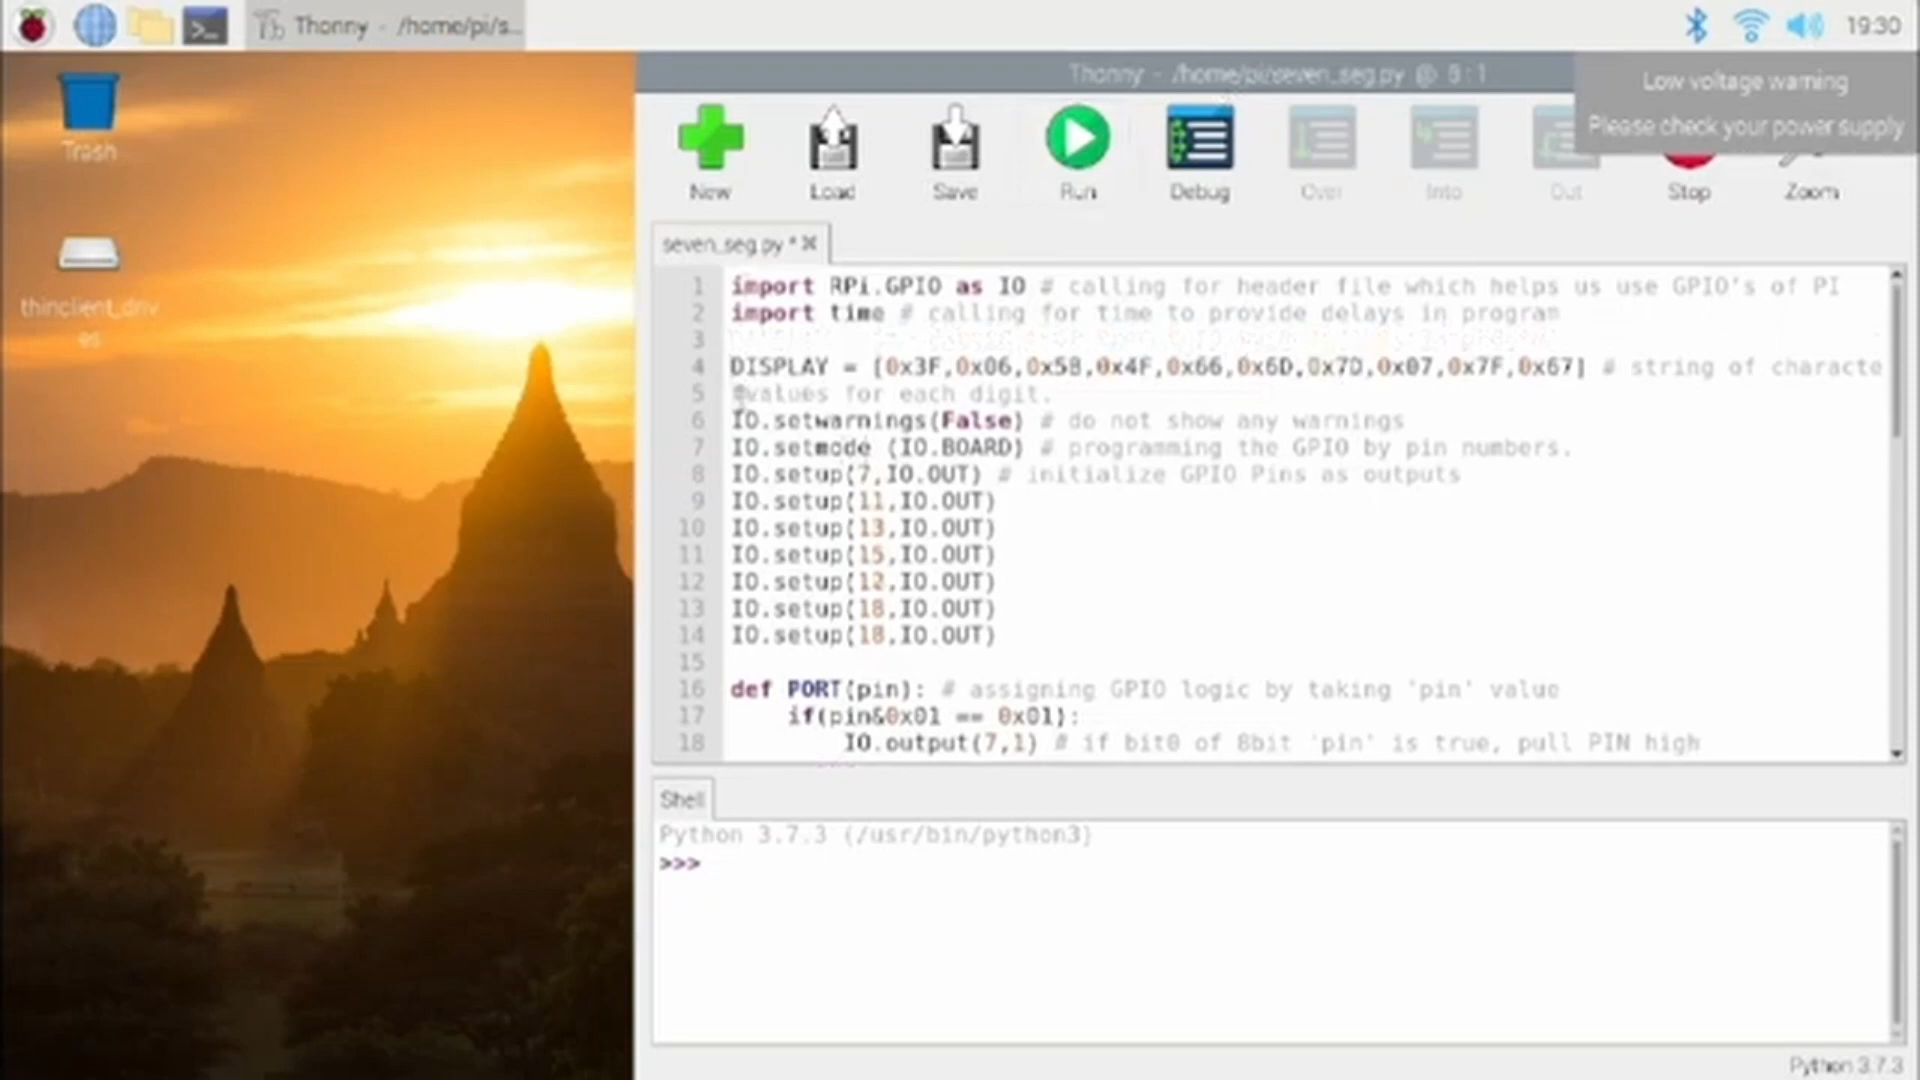 Thonny - /home/pi/s...
19:30
Trash
thinclient_driv
es
Thonny - /home/pi/seven_seg.py @ 5:1
Low voltage warning
Please check your power supply
New Load Save Run Debug Over Into Out Stop Zoom
seven_seg.py *
1 import RPi.GPIO as IO # calling for header file which helps us use GPIO's of PI
2 import time # calling for time to provide delays in program
3
4 DISPLAY = [0x3F,0x06,0x5B,0x4F,0x66,0x6D,0x7D,0x07,0x7F,0x67] # string of characte
5 #values for each digit.
6 IO.setwarnings(False) # do not show any warnings
7 IO.setmode (IO.BOARD) # programming the GPIO by pin numbers.
8 IO.setup(7,IO.OUT) # initialize GPIO Pins as outputs
9 IO.setup(11,IO.OUT)
10 IO.setup(13,IO.OUT)
11 IO.setup(15,IO.OUT)
12 IO.setup(12,IO.OUT)
13 IO.setup(18,IO.OUT)
14 IO.setup(18,IO.OUT)
15
16 def PORT(pin): # assigning GPIO logic by taking 'pin' value
17 if(pin&0x01 == 0x01):
18 IO.output(7,1) # if bit0 of 8bit 'pin' is true, pull PIN high
Shell
Python 3.7.3 (/usr/bin/python3)
>>>
Python 3.7.3